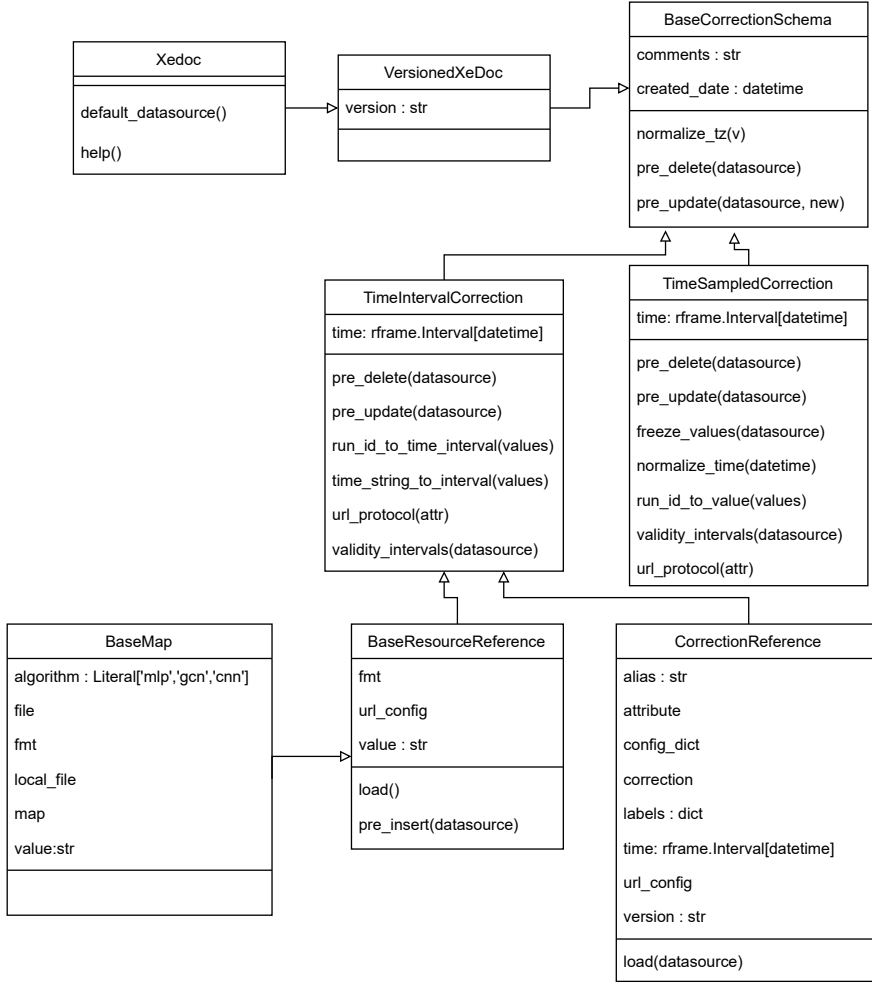 Xedoc
default_datasource()
help()
VersionedXeDoc
version : str
BaseCorrectionSchema
comments : str
created_date : datetime
normalize_tz(v)
pre_delete(datasource)
pre_update(datasource, new)
TimeIntervalCorrection
time: rframe.Interval[datetime]
pre_delete(datasource)
pre_update(datasource)
run_id_to_time_interval(values)
time_string_to_interval(values)
url_protocol(attr)
validity_intervals(datasource)
TimeSampledCorrection
time: rframe.Interval[datetime]
pre_delete(datasource)
pre_update(datasource)
freeze_values(datasource)
normalize_time(datetime)
run_id_to_value(values)
validity_intervals(datasource)
url_protocol(attr)
BaseMap
algorithm : Literal['mlp','gcn','cnn']
file
fmt
local_file
map
value:str
BaseResourceReference
fmt
url_config
value : str
load()
pre_insert(datasource)
CorrectionReference
alias : str
attribute
config_dict
correction
labels : dict
time: rframe.Interval[datetime]
url_config
version : str
load(datasource)